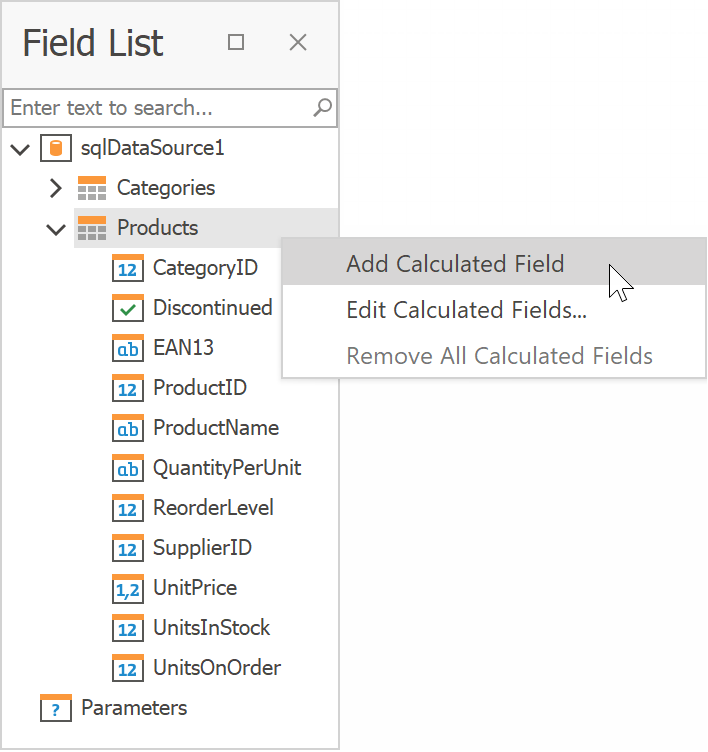 Field List
Enter text to search...
sqlDataSource1
Categories
Products
Add Calculated Field
12 CategoryID
Discontinued
Edit Calculated Fields...
ab EAN13
Remove All Calculated Fields
12 ProductID
ab ProductName
ab QuantityPerUnit
12 ReorderLevel
12 SupplierID
1,2 UnitPrice
12 UnitsInStock
12 UnitsOnOrder
? Parameters